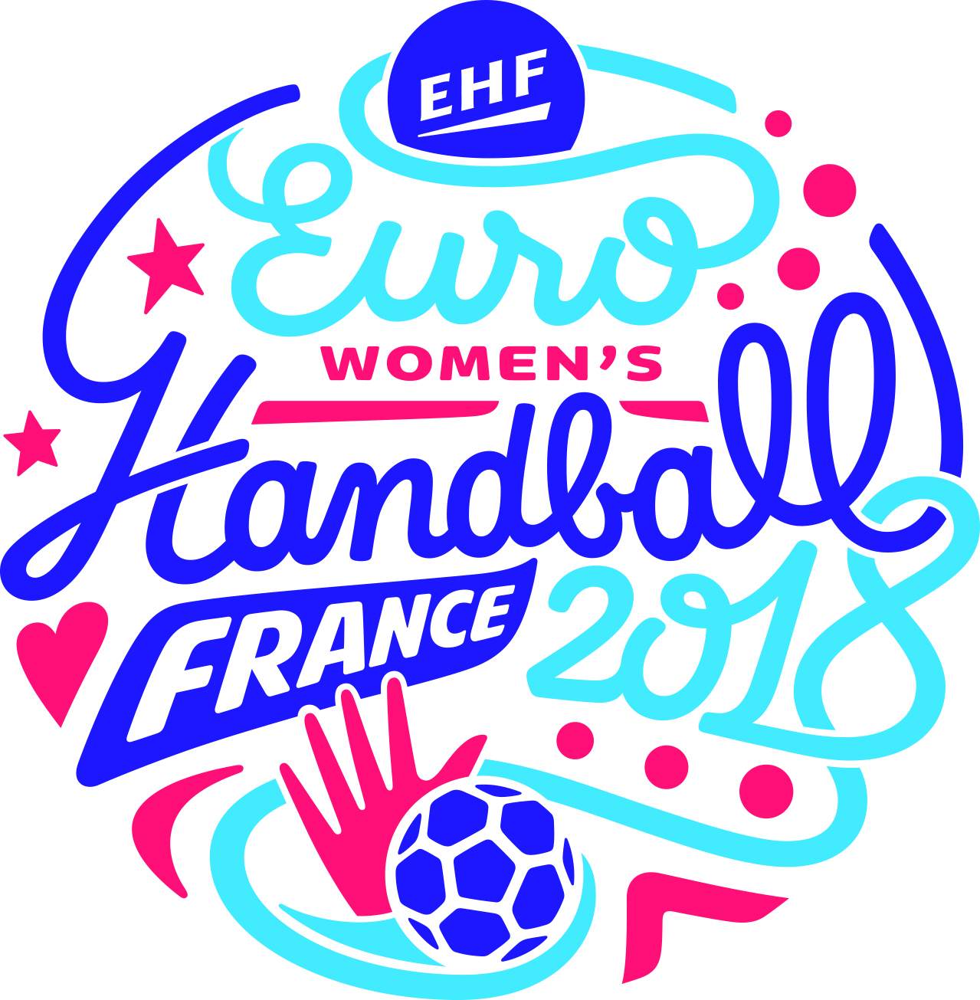 EHF
Euro
WOMEN'S
Handball
FRANCE
2018